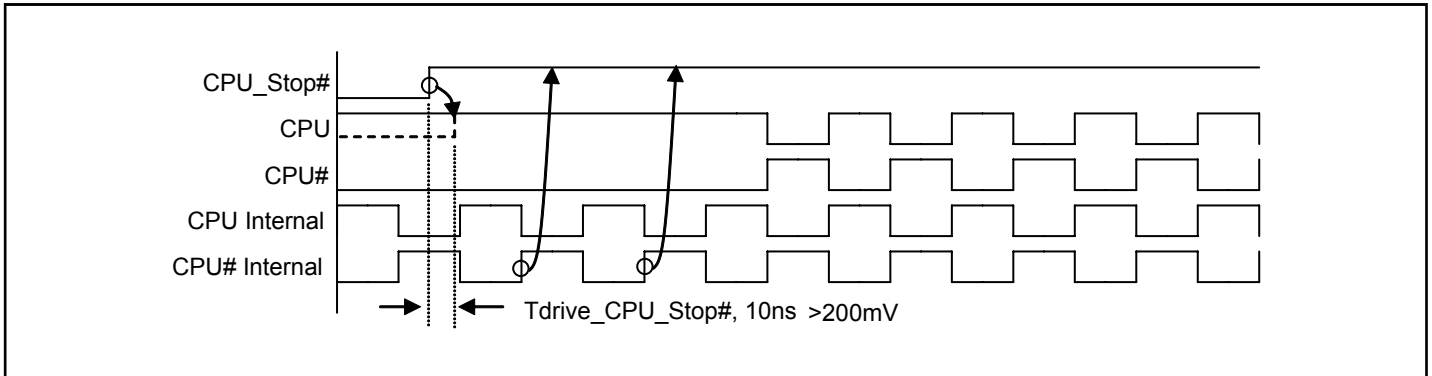 CPU_Stop#
CPU
CPU#
CPU Internal
CPU# Internal
Tdrive_CPU_Stop#, 10ns >200mV